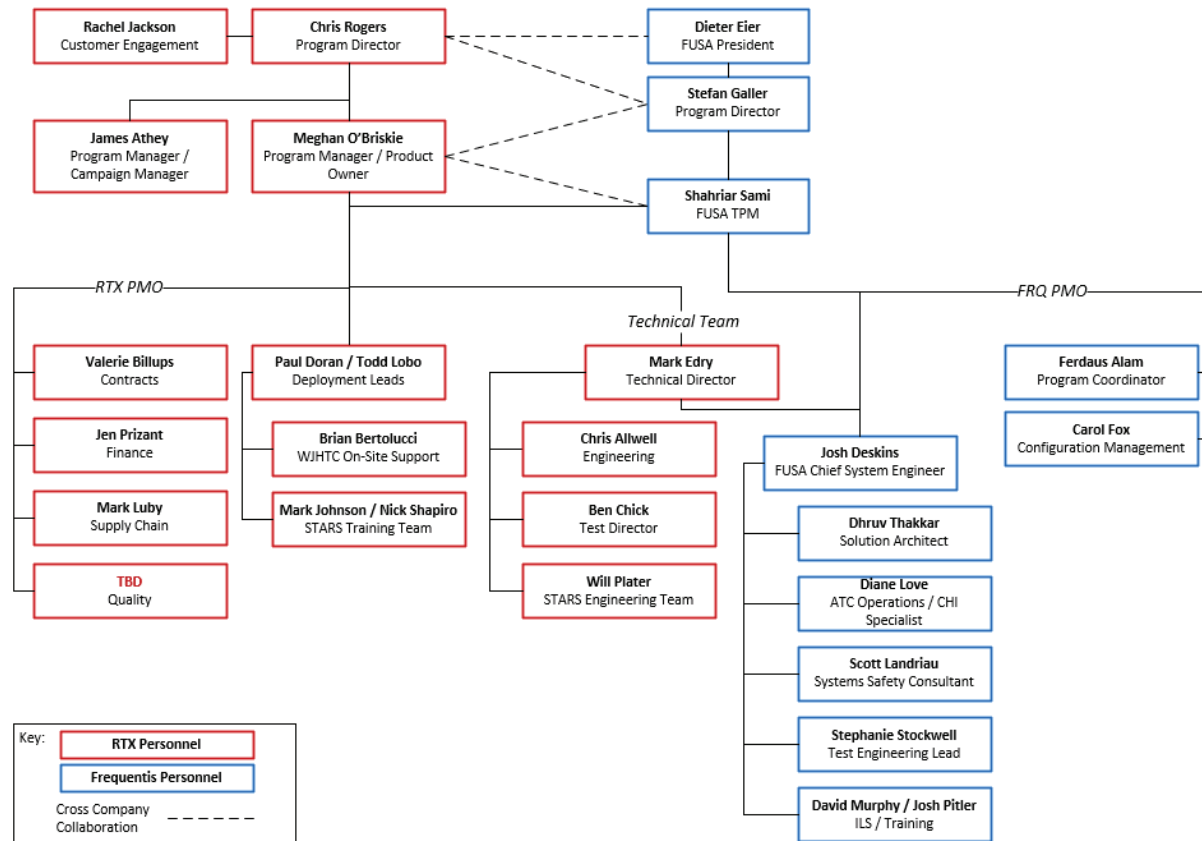 Rachel Jackson
Customer Engagement
Chris Rogers
Program Director
Dieter Eier
FUSA President
Stefan Galler
Program Director
James Athey
Program Manager /
Campaign Manager
Meghan O’Briskie
Program Manager / Product
Owner
Shahriar Sami
FUSA TPM
RTX PMO
FRQ PMO
Technical Team
Valerie Billups
Contracts
Paul Doran / Todd Lobo
Deployment Leads
Mark Edry
Technical Director
Ferdaus Alam
Program Coordinator
Jen Prizant
Finance
Brian Bertolucci
WJHTC On-Site Support
Chris Allwell
Engineering
Josh Deskins
FUSA Chief System Engineer
Carol Fox
Configuration Management
Mark Luby
Supply Chain
Mark Johnson / Nick Shapiro
STARS Training Team
Ben Chick
Test Director
Dhruv Thakkar
Solution Architect
TBD
Quality
Will Plater
STARS Engineering Team
Diane Love
ATC Operations / CHI
Specialist
Scott Landriau
Systems Safety Consultant
Stephanie Stockwell
Test Engineering Lead
David Murphy / Josh Pitler
ILS / Training
Key:
RTX Personnel
Frequentis Personnel
Cross Company
Collaboration